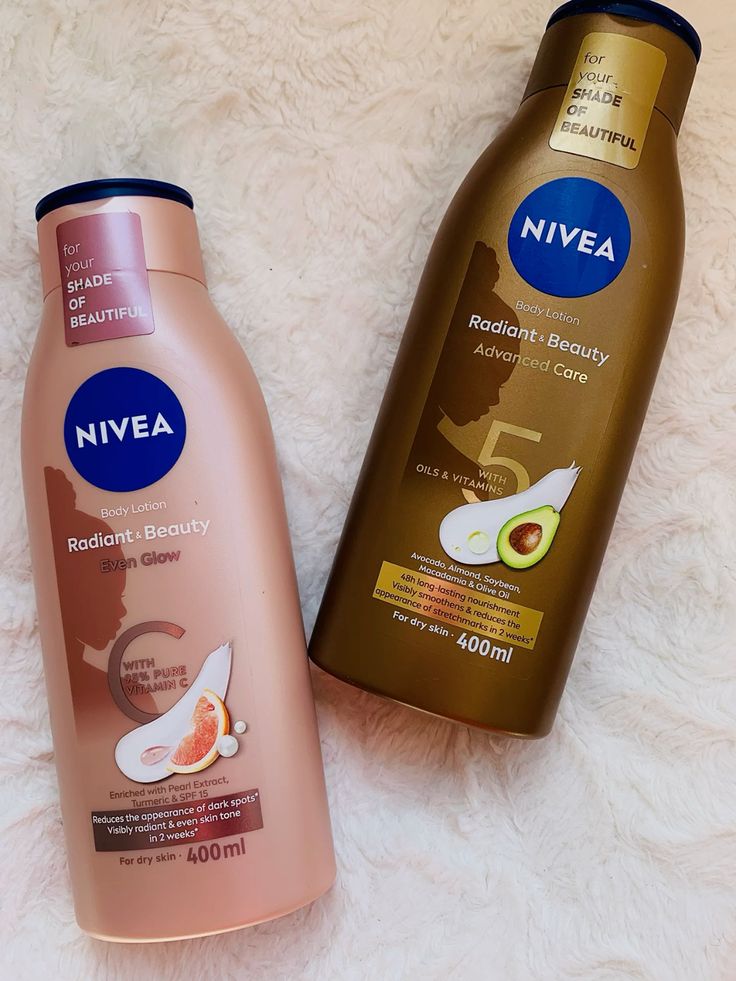 for
your
SHADE
OF
BEAUTIFUL
NIVEA
Body Lotion
Radiant & Beauty
Even Glow
C
WITH
95% PURE
VITAMIN C
Enriched with Pearl Extract,
Turmeric & SPF 15
Reduces the appearance of dark spots*
Visibly radiant & even skin tone
in 2 weeks*
For dry skin · 400ml
for
your
SHADE
OF
BEAUTIFUL
NIVEA
Body Lotion
Radiant & Beauty
Advanced Care
5
WITH
OILS & VITAMINS
Avocado, Almond, Soybean,
Macadamia & Olive Oil
48h long-lasting nourishment
Visibly smoothens & reduces the
appearance of stretchmarks in 2 weeks*
For dry skin · 400ml